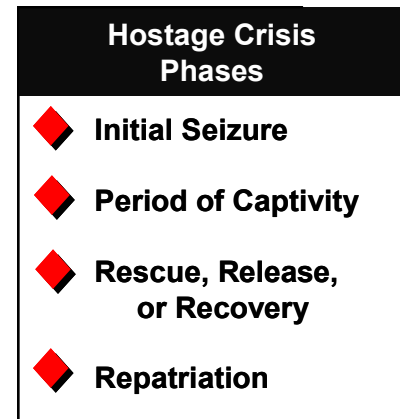 Hostage Crisis
Phases
Initial Seizure
Period of Captivity
Rescue, Release,
or Recovery
Repatriation